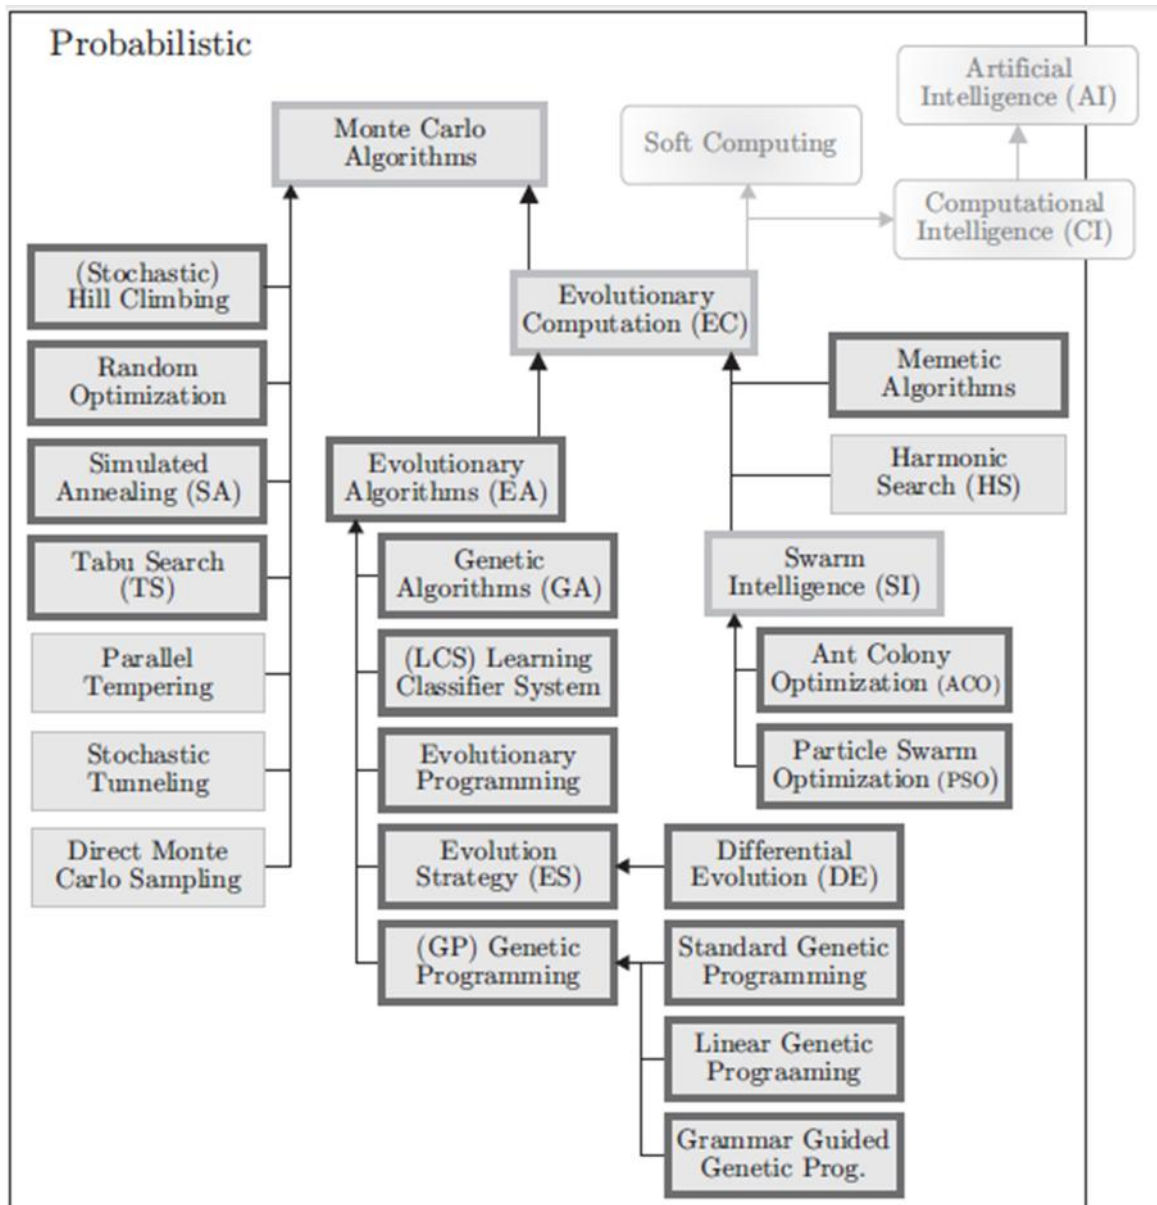 Probabilistic
Artificial
Intelligence (AI)
Monte Carlo
Algorithms
Soft Computing
Computational
Intelligence (CI)
(Stochastic)
Hill Climbing
Evolutionary
Computation (EC)
Random
Optimization
Memetic
Algorithms
Simulated
Annealing (SA)
Evolutionary
Algorithms (EA)
Harmonic
Search (HS)
Tabu Search
(TS)
Genetic
Algorithms (GA)
Swarm
Intelligence (SI)
Parallel
Tempering
(LCS) Learning
Classifier System
Ant Colony
Optimization (ACO)
Stochastic
Tunneling
Evolutionary
Programming
Particle Swarm
Optimization (PSO)
Direct Monte
Carlo Sampling
Evolution
Strategy (ES)
Differential
Evolution (DE)
(GP) Genetic
Programming
Standard Genetic
Programming
Linear Genetic
Prograaming
Grammar Guided
Genetic Prog.